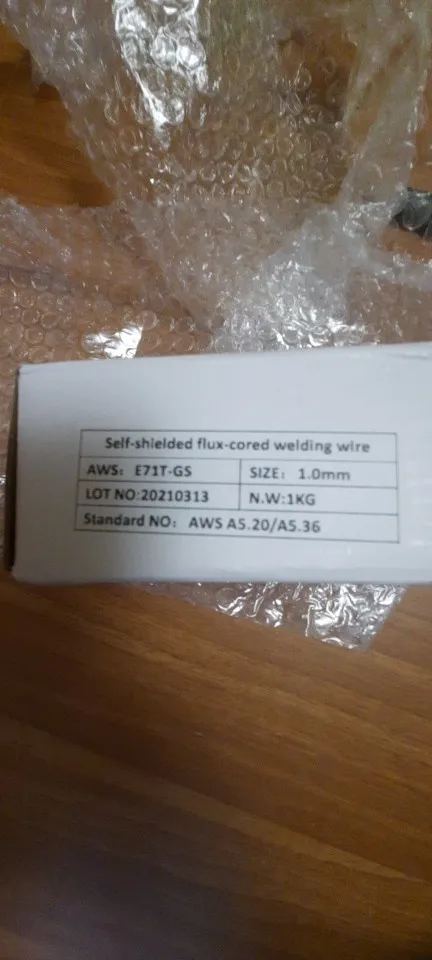 Self-shielded flux-cored welding wire
AWS: E71T-GS SIZE: 1.0mm
LOT NO:20210313 N.W:1KG
Standard NO: AWS A5.20/A5.36